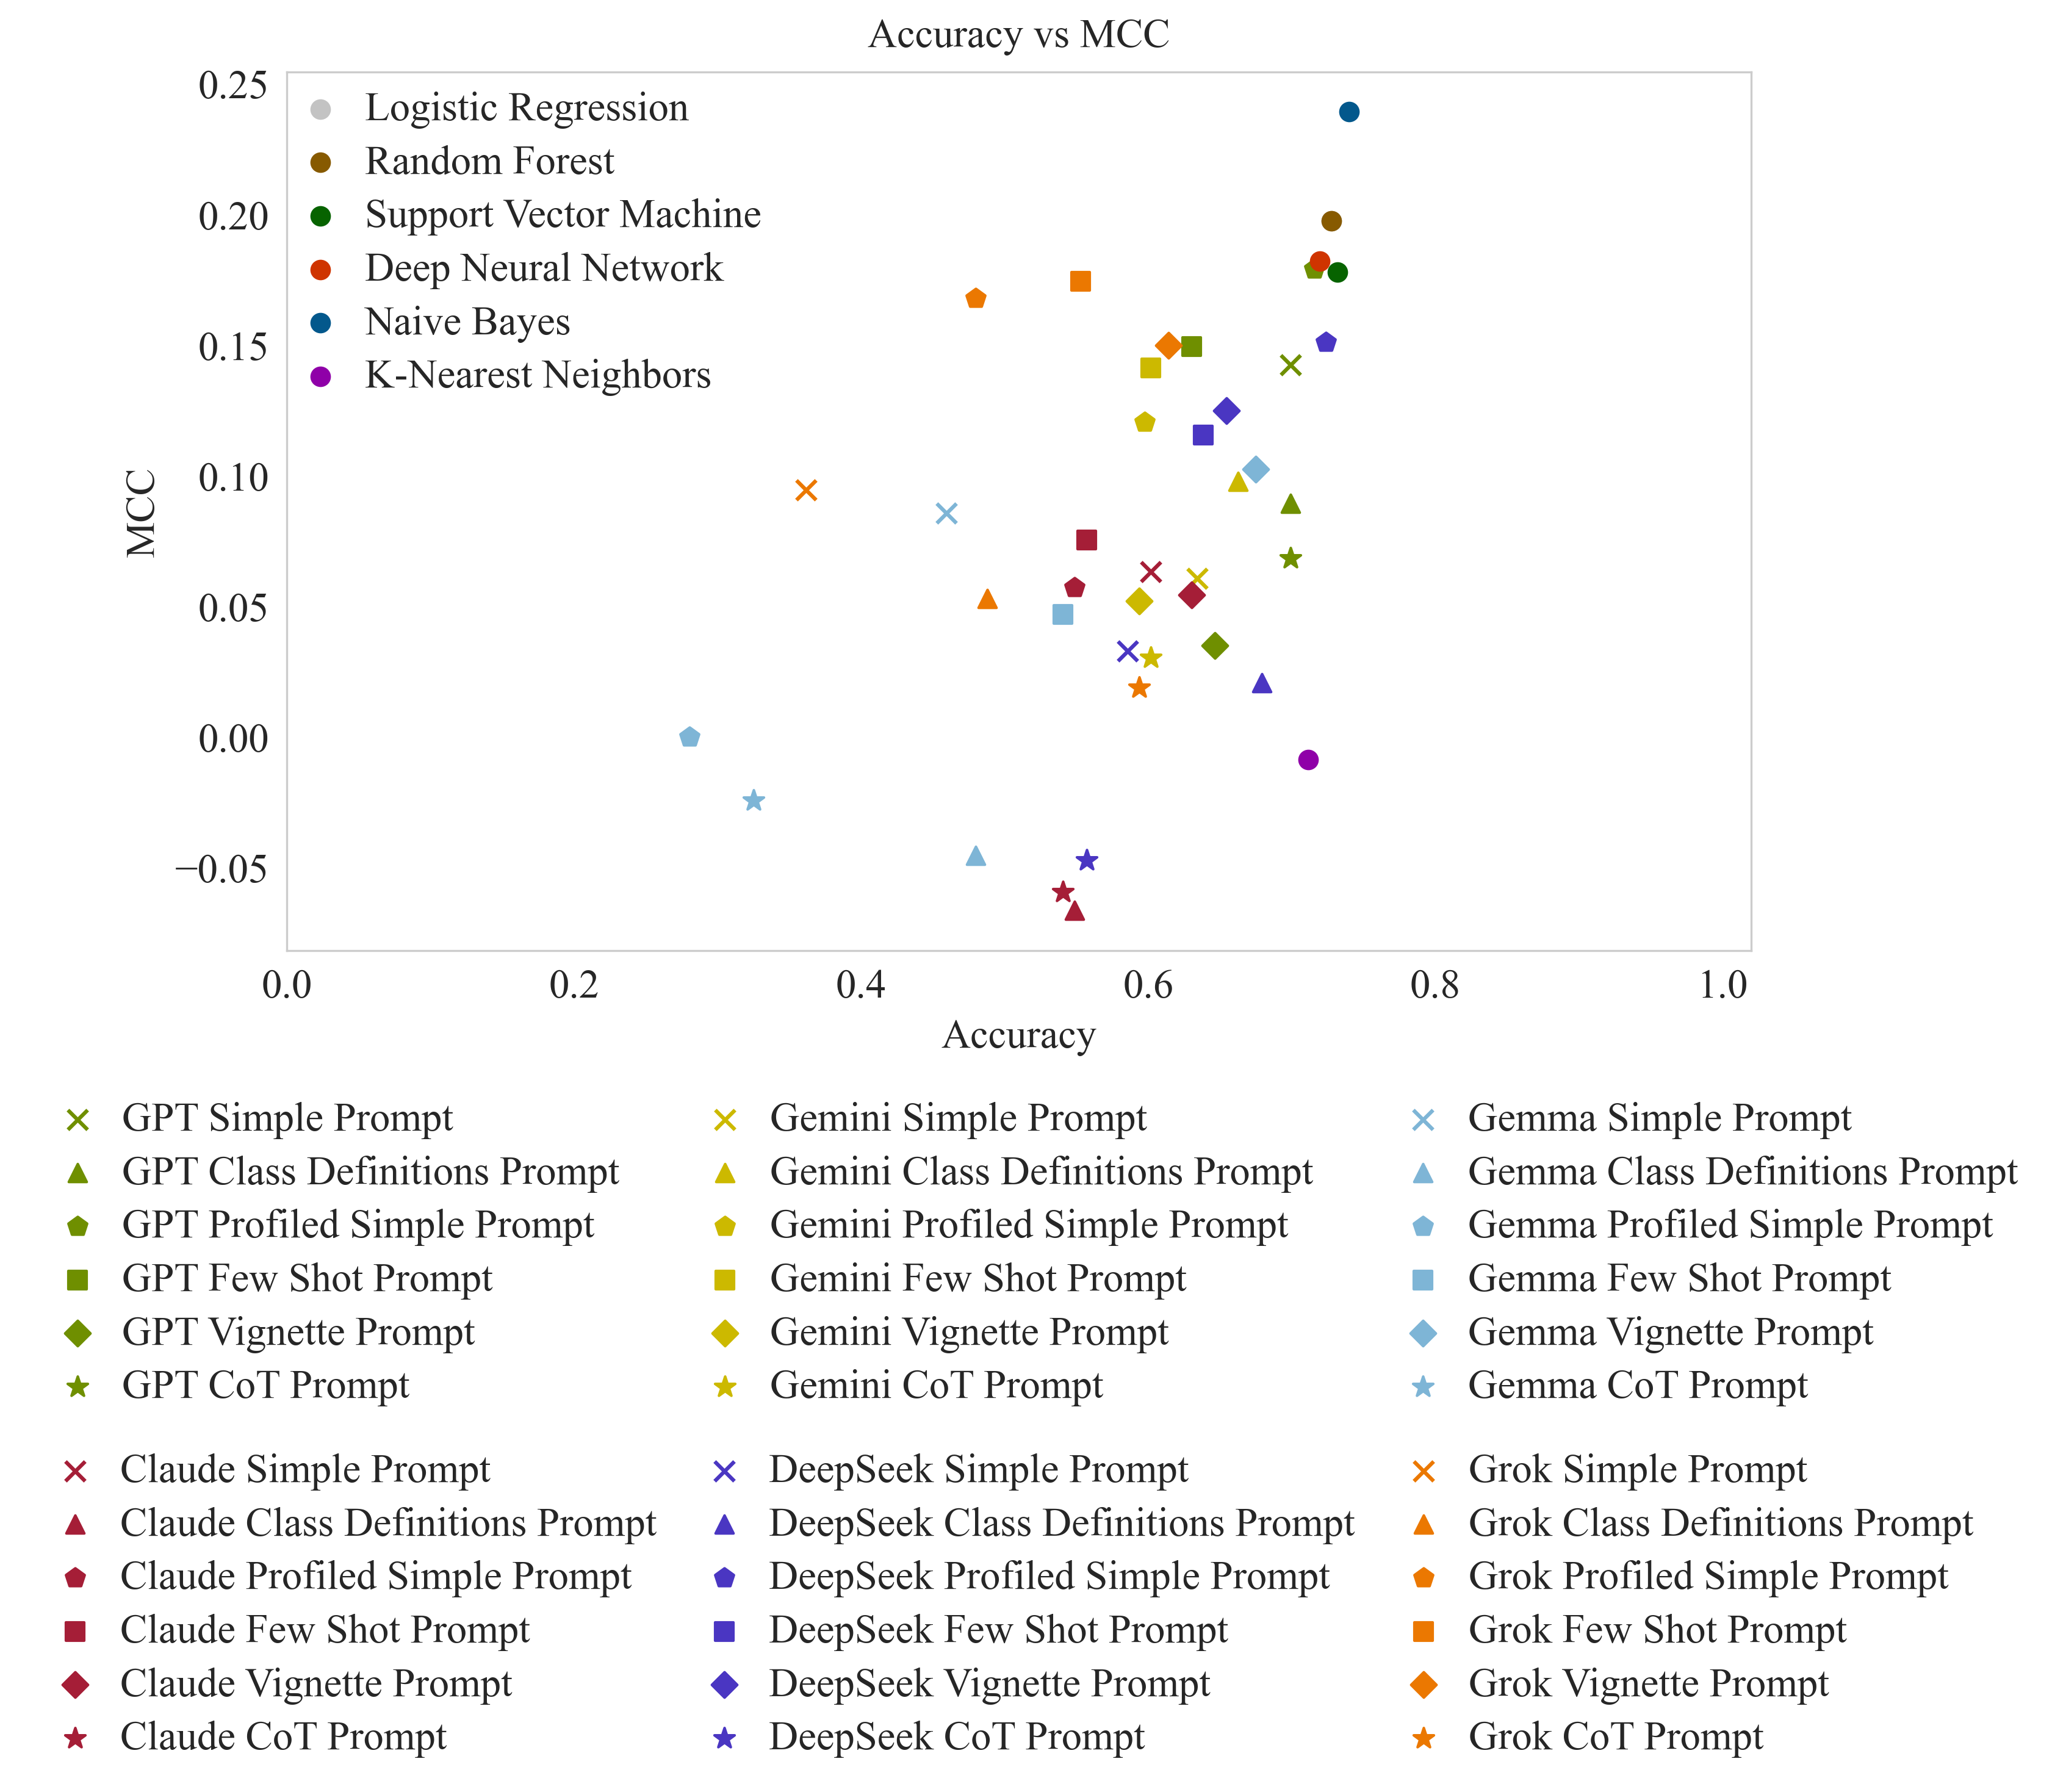 Accuracy vs MCC
0.25
0.20
0.15
0.10
0.05
0.00
−0.05
MCC
Logistic Regression
Random Forest
Support Vector Machine
Deep Neural Network
Naive Bayes
K-Nearest Neighbors
0.0 0.2 0.4 0.6 0.8 1.0
Accuracy
GPT Simple Prompt
GPT Class Definitions Prompt
GPT Profiled Simple Prompt
GPT Few Shot Prompt
GPT Vignette Prompt
GPT CoT Prompt
Gemini Simple Prompt
Gemini Class Definitions Prompt
Gemini Profiled Simple Prompt
Gemini Few Shot Prompt
Gemini Vignette Prompt
Gemini CoT Prompt
Gemma Simple Prompt
Gemma Class Definitions Prompt
Gemma Profiled Simple Prompt
Gemma Few Shot Prompt
Gemma Vignette Prompt
Gemma CoT Prompt
Claude Simple Prompt
Claude Class Definitions Prompt
Claude Profiled Simple Prompt
Claude Few Shot Prompt
Claude Vignette Prompt
Claude CoT Prompt
DeepSeek Simple Prompt
DeepSeek Class Definitions Prompt
DeepSeek Profiled Simple Prompt
DeepSeek Few Shot Prompt
DeepSeek Vignette Prompt
DeepSeek CoT Prompt
Grok Simple Prompt
Grok Class Definitions Prompt
Grok Profiled Simple Prompt
Grok Few Shot Prompt
Grok Vignette Prompt
Grok CoT Prompt